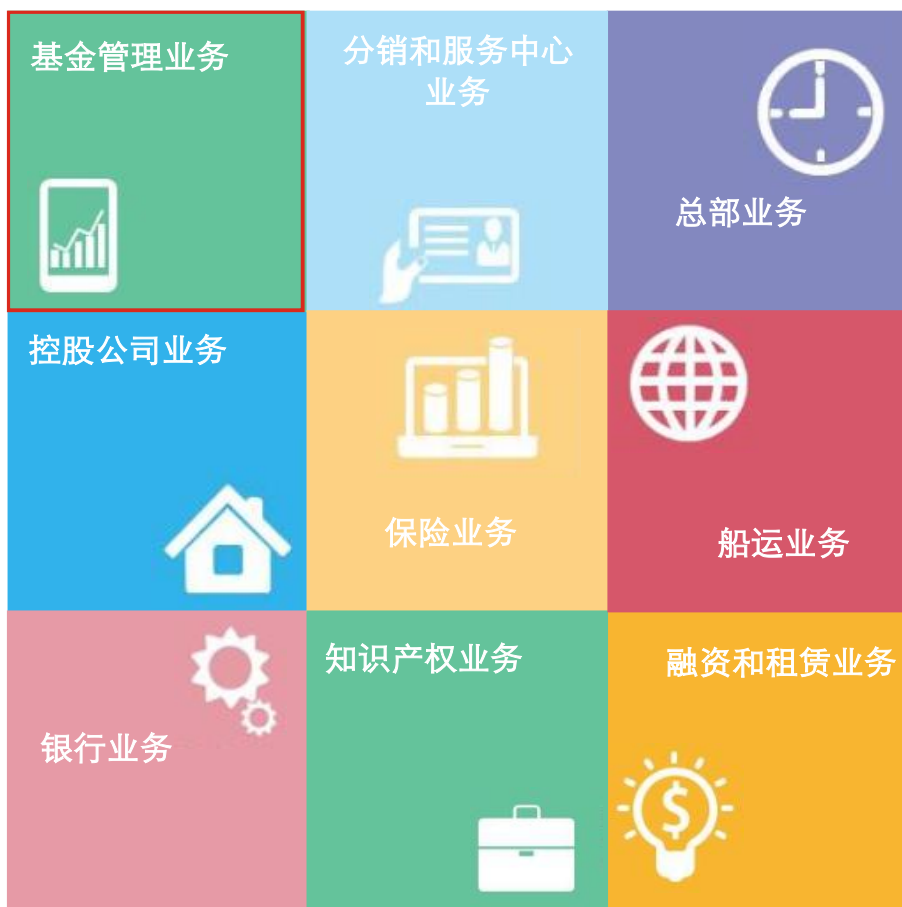 基金管理业务
分销和服务中心
业务
总部业务
控股公司业务
保险业务
船运业务
银行业务
知识产权业务
融资和租赁业务
$